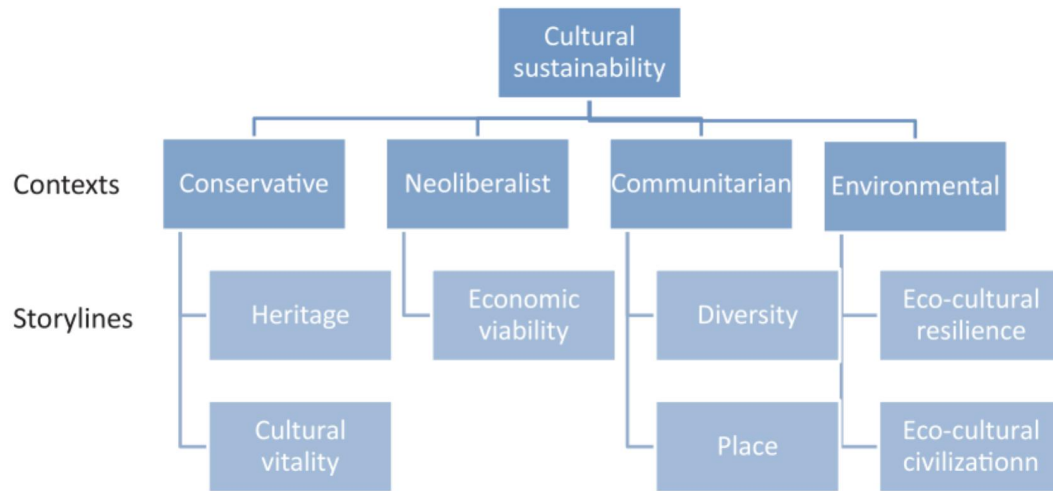 Cultural
sustainability
Contexts
Conservative
Neoliberalist
Communitarian
Environmental
Storylines
Heritage
Economic
viability
Diversity
Eco-cultural
resilience
Cultural
vitality
Place
Eco-cultural
civilizationn